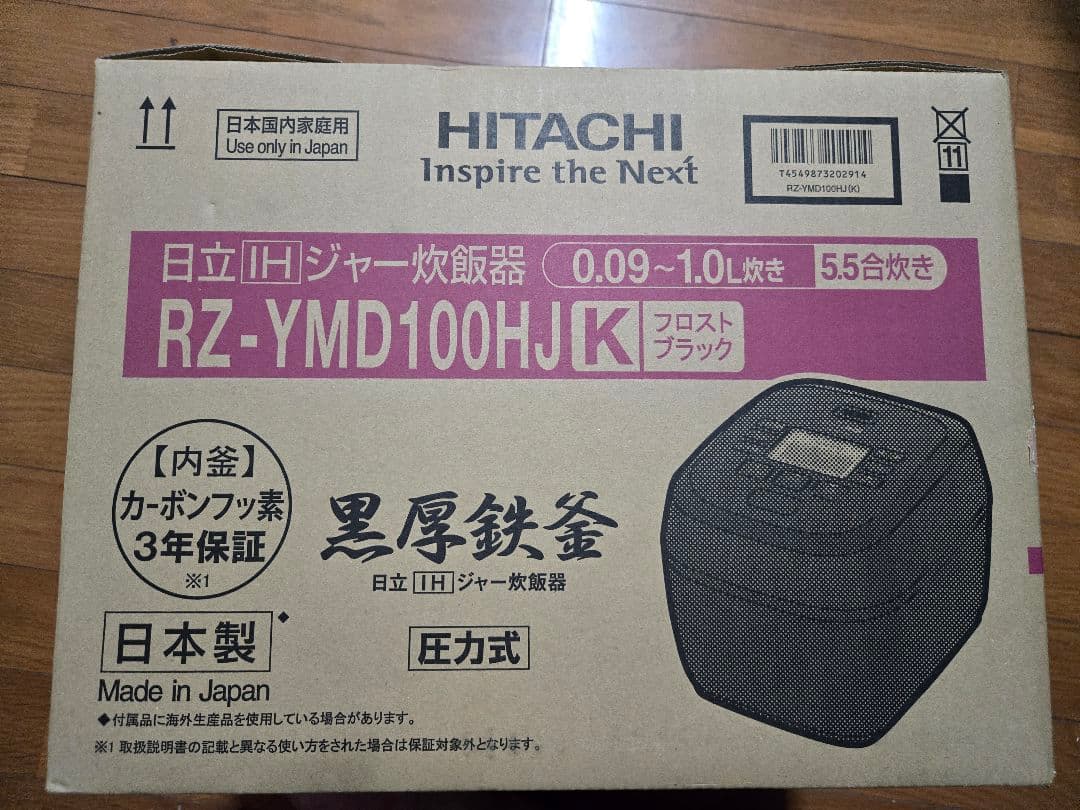 日本国内家庭用
Use only in Japan
HITACHI
Inspire the Next
T4549873202914
RZ-YMD100HJ(K)
11
日立 IH ジャー炊飯器 0.09~1.0L炊き 5.5合炊き
RZ-YMD100HJ K フロスト
ブラック
【内釜】
カーボンフッ素
3年保証
※1
黒厚鉄釜
日立 IH ジャー炊飯器
日本製◆
圧力式
Made in Japan
◆付属品に海外生産品を使用している場合があります。
※1 取扱説明書の記載と異なる使い方をされた場合は保証対象外となります。